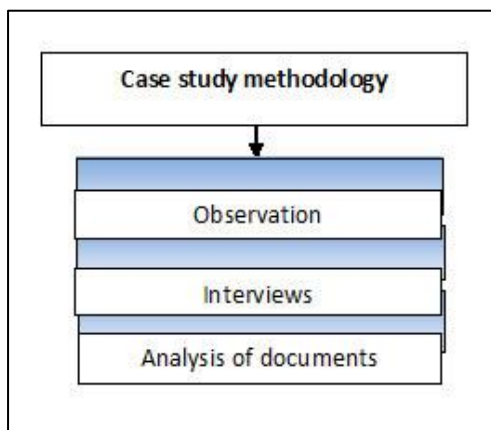 Case study methodology
Observation
Interviews
Analysis of documents